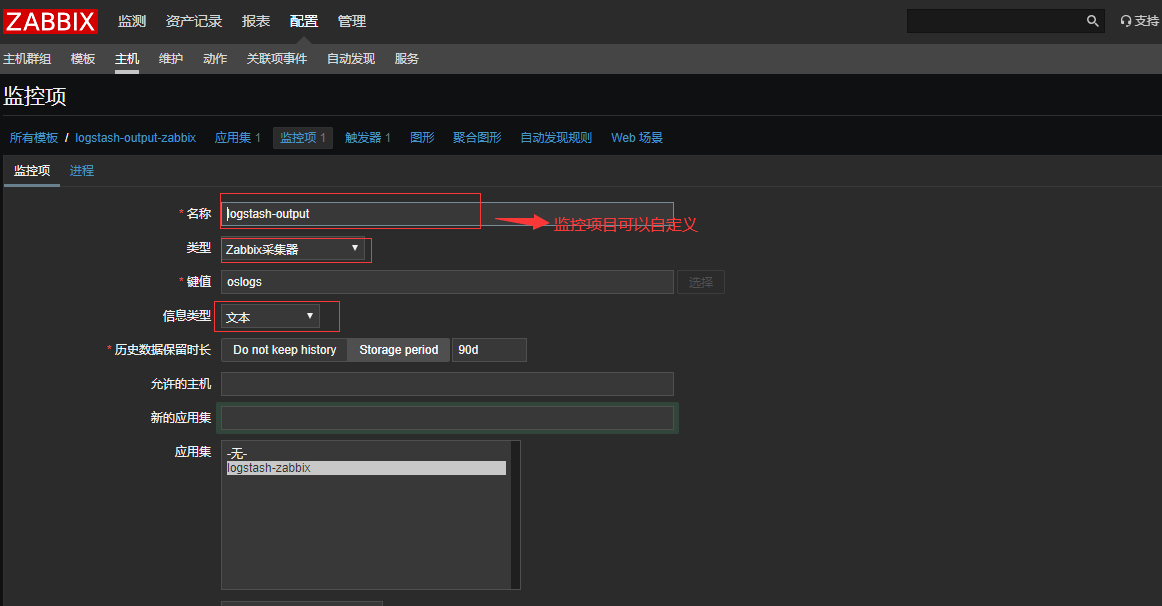 ZABBIX 监测 资产记录 报表 配置 管理 支持
主机群组 模板 主机 维护 动作 关联项事件 自动发现 服务
监控项
所有模板 / logstash-output-zabbix 应用集 1 监控项 1 触发器 1 图形 聚合图形 自动发现规则 Web 场景
监控项 进程
* 名称 logstash-output
监控项目可以自定义
类型 Zabbix采集器
* 键值 oslogs 选择
信息类型 文本
* 历史数据保留时长 Do not keep history Storage period 90d
允许的主机
新的应用集
应用集 -无-
logstash-zabbix